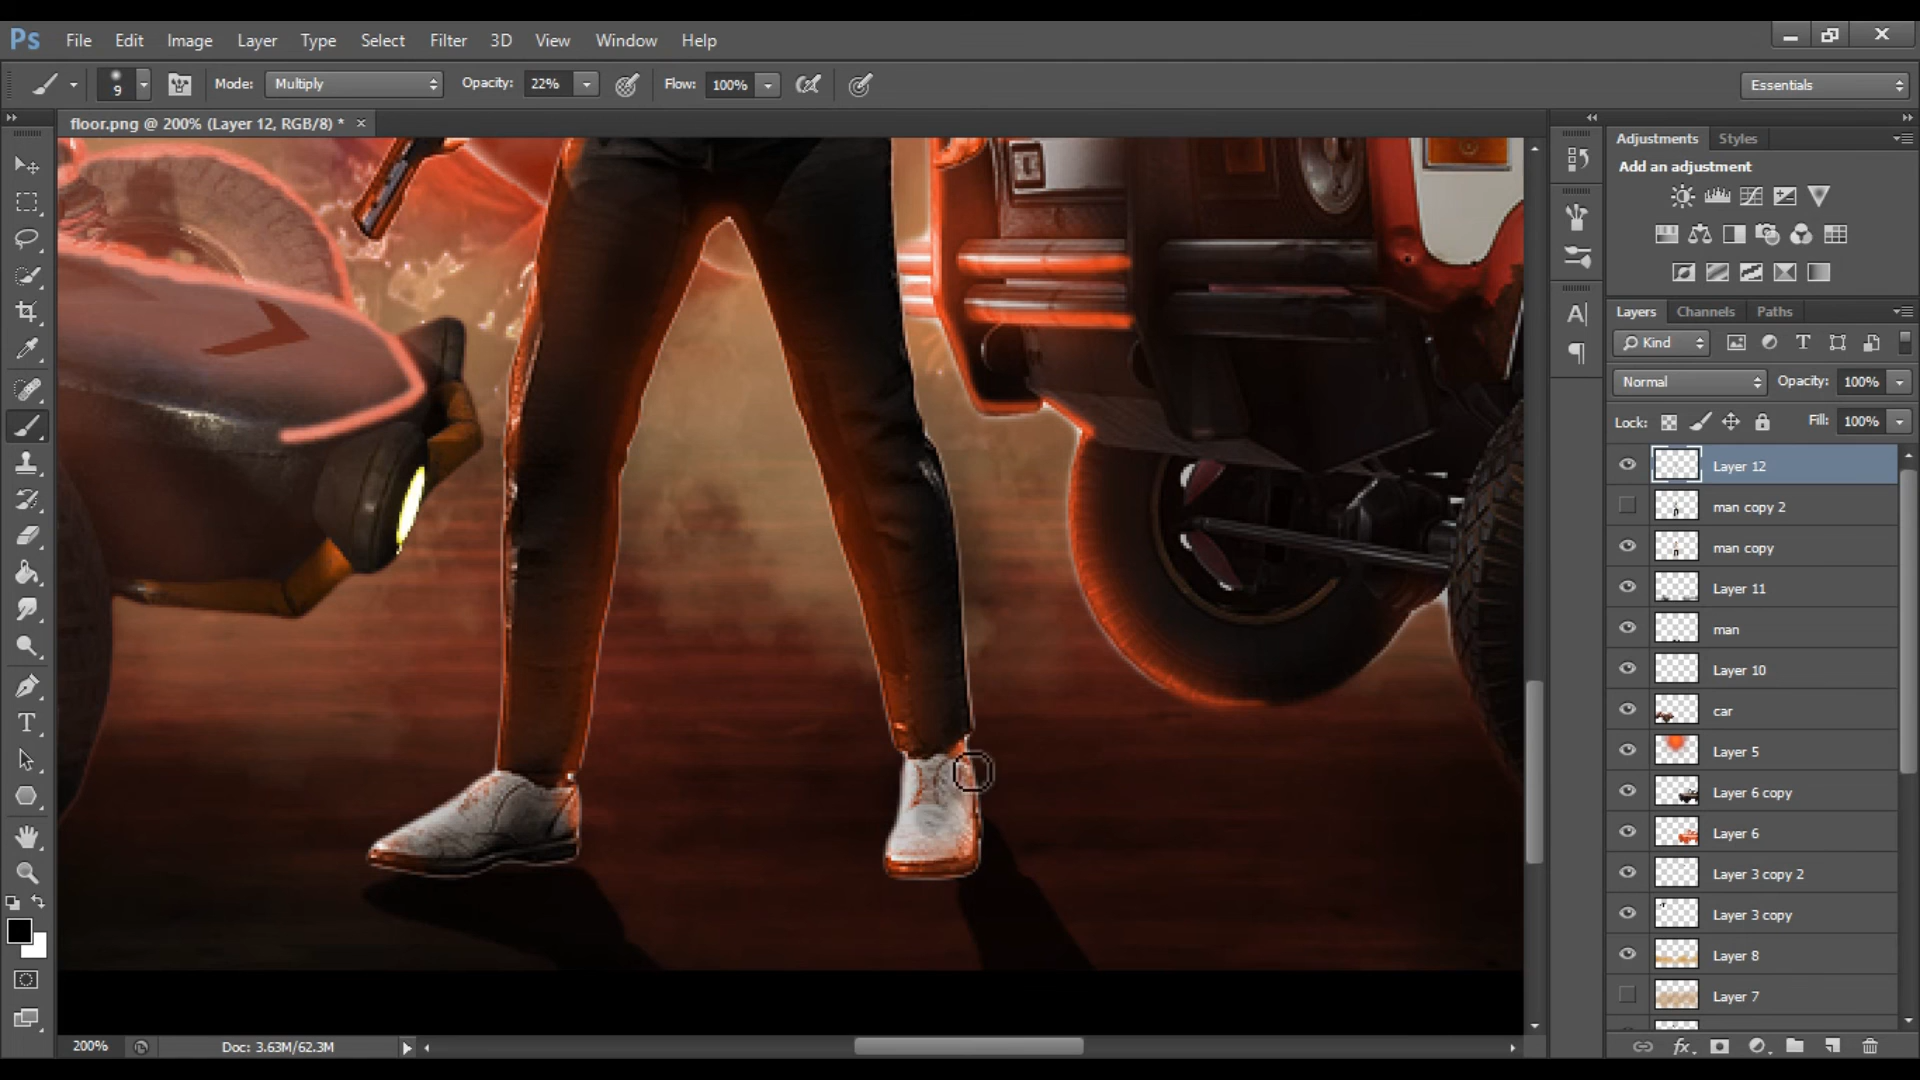 Ps File Edit Image Layer Type Select Filter 3D View Window Help
9 Mode: Multiply Opacity: 22% Flow: 100% Essentials
floor.png @ 200% (Layer 12, RGB/8) *
Adjustments Styles
Add an adjustment
Layers Channels Paths
Kind
Normal Opacity: 100%
Lock: Fill: 100%
Layer 12
man copy 2
man copy
Layer 11
man
Layer 10
car
Layer 5
Layer 6 copy
Layer 6
Layer 3 copy 2
Layer 3 copy
Layer 8
Layer 7
200% Doc: 3.63M/62.3M